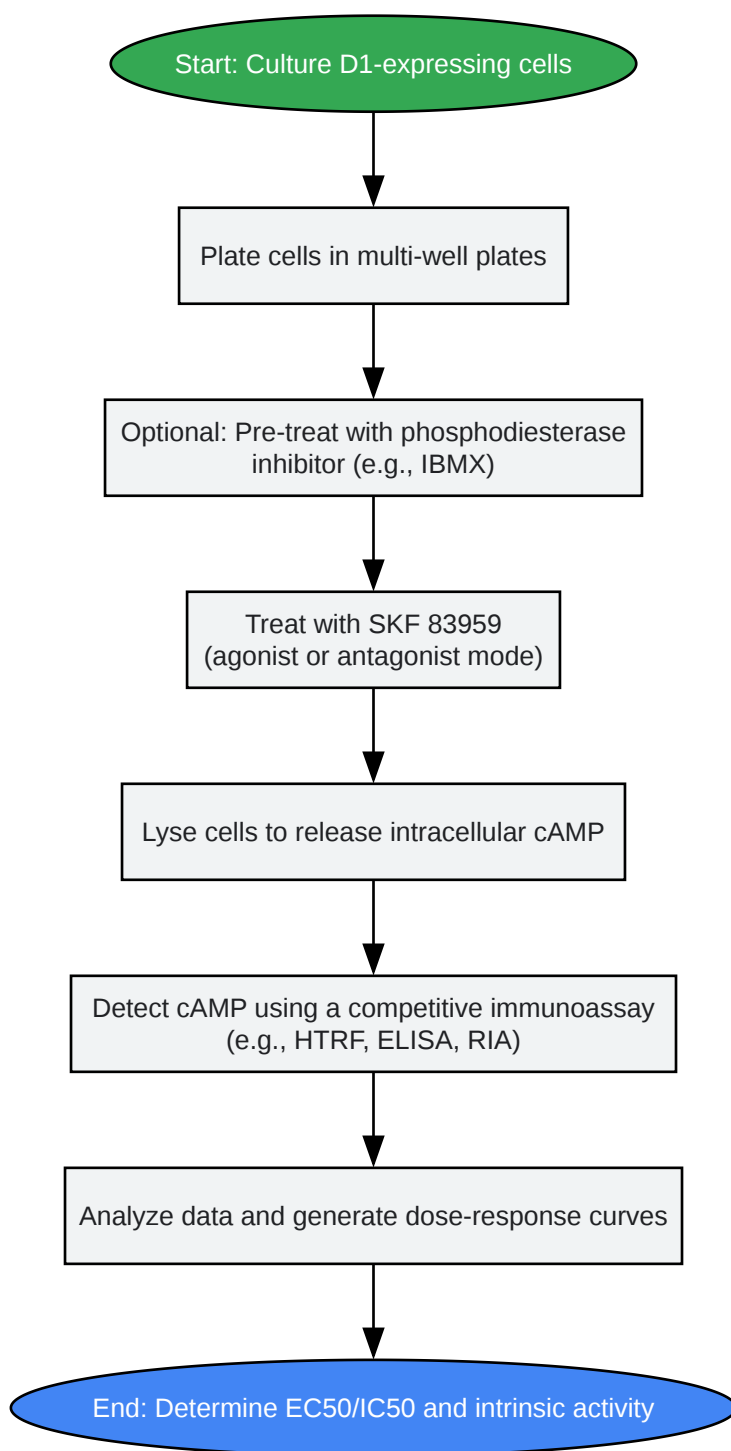 Start: Culture D1-expressing cells
Plate cells in multi-well plates
Optional: Pre-treat with phosphodiesterase
inhibitor (e.g., IBMX)
Treat with SKF 83959
(agonist or antagonist mode)
Lyse cells to release intracellular cAMP
Detect cAMP using a competitive immunoassay
(e.g., HTRF, ELISA, RIA)
Analyze data and generate dose-response curves
End: Determine EC50/IC50 and intrinsic activity